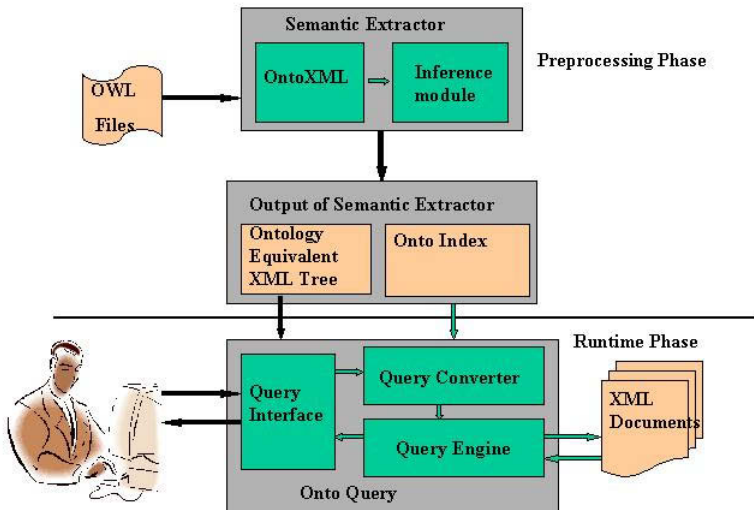 Semantic Extractor
Preprocessing Phase
OWL
Files
OntoXML
Inference
module
Output of Semantic Extractor
Ontology
Equivalent
XML Tree
Onto Index
Runtime Phase
Query
Interface
Query Converter
Query Engine
XML
Documents
Onto Query